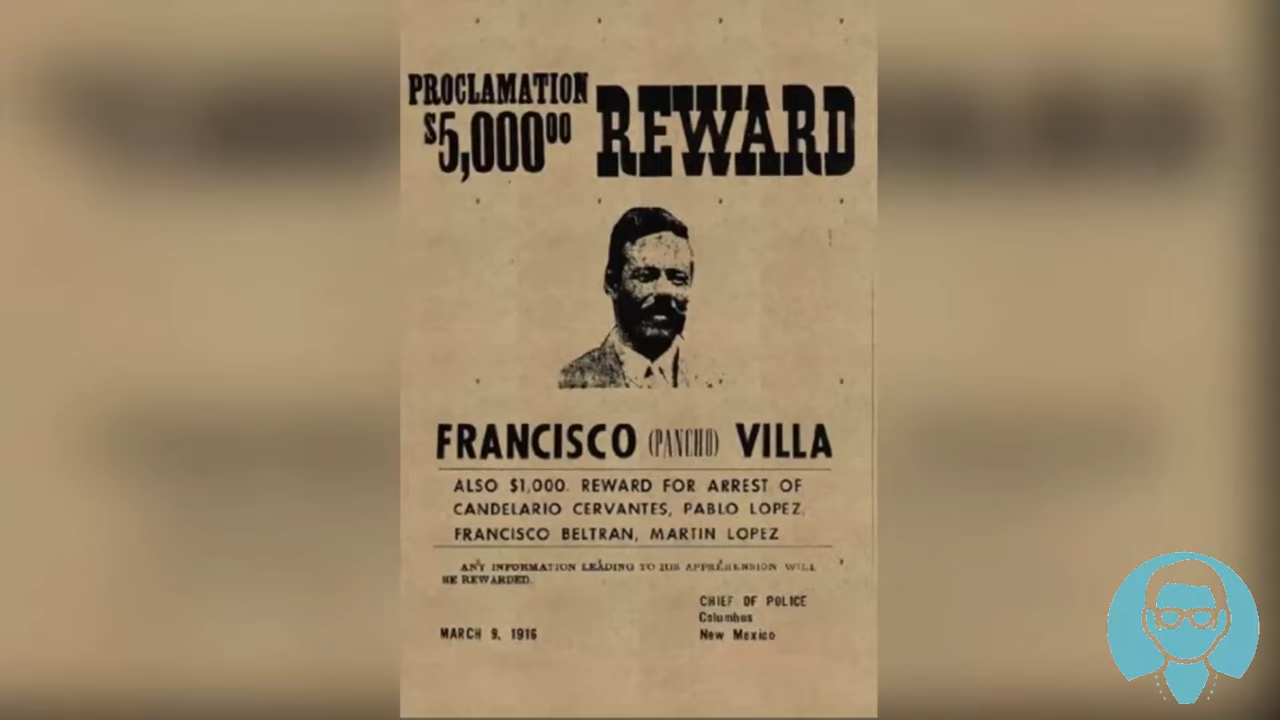 PROCLAMATION
$5,000⁰⁰ REWARD
FRANCISCO (PANCHO) VILLA
ALSO $1,000. REWARD FOR ARREST OF
CANDELARIO CERVANTES, PABLO LOPEZ,
FRANCISCO BELTRAN, MARTIN LOPEZ
ANY INFORMATION LEADING TO HIS APPREHENSION WILL
BE REWARDED.
CHIEF OF POLICE
Columbus
MARCH 9, 1916 New Mexico